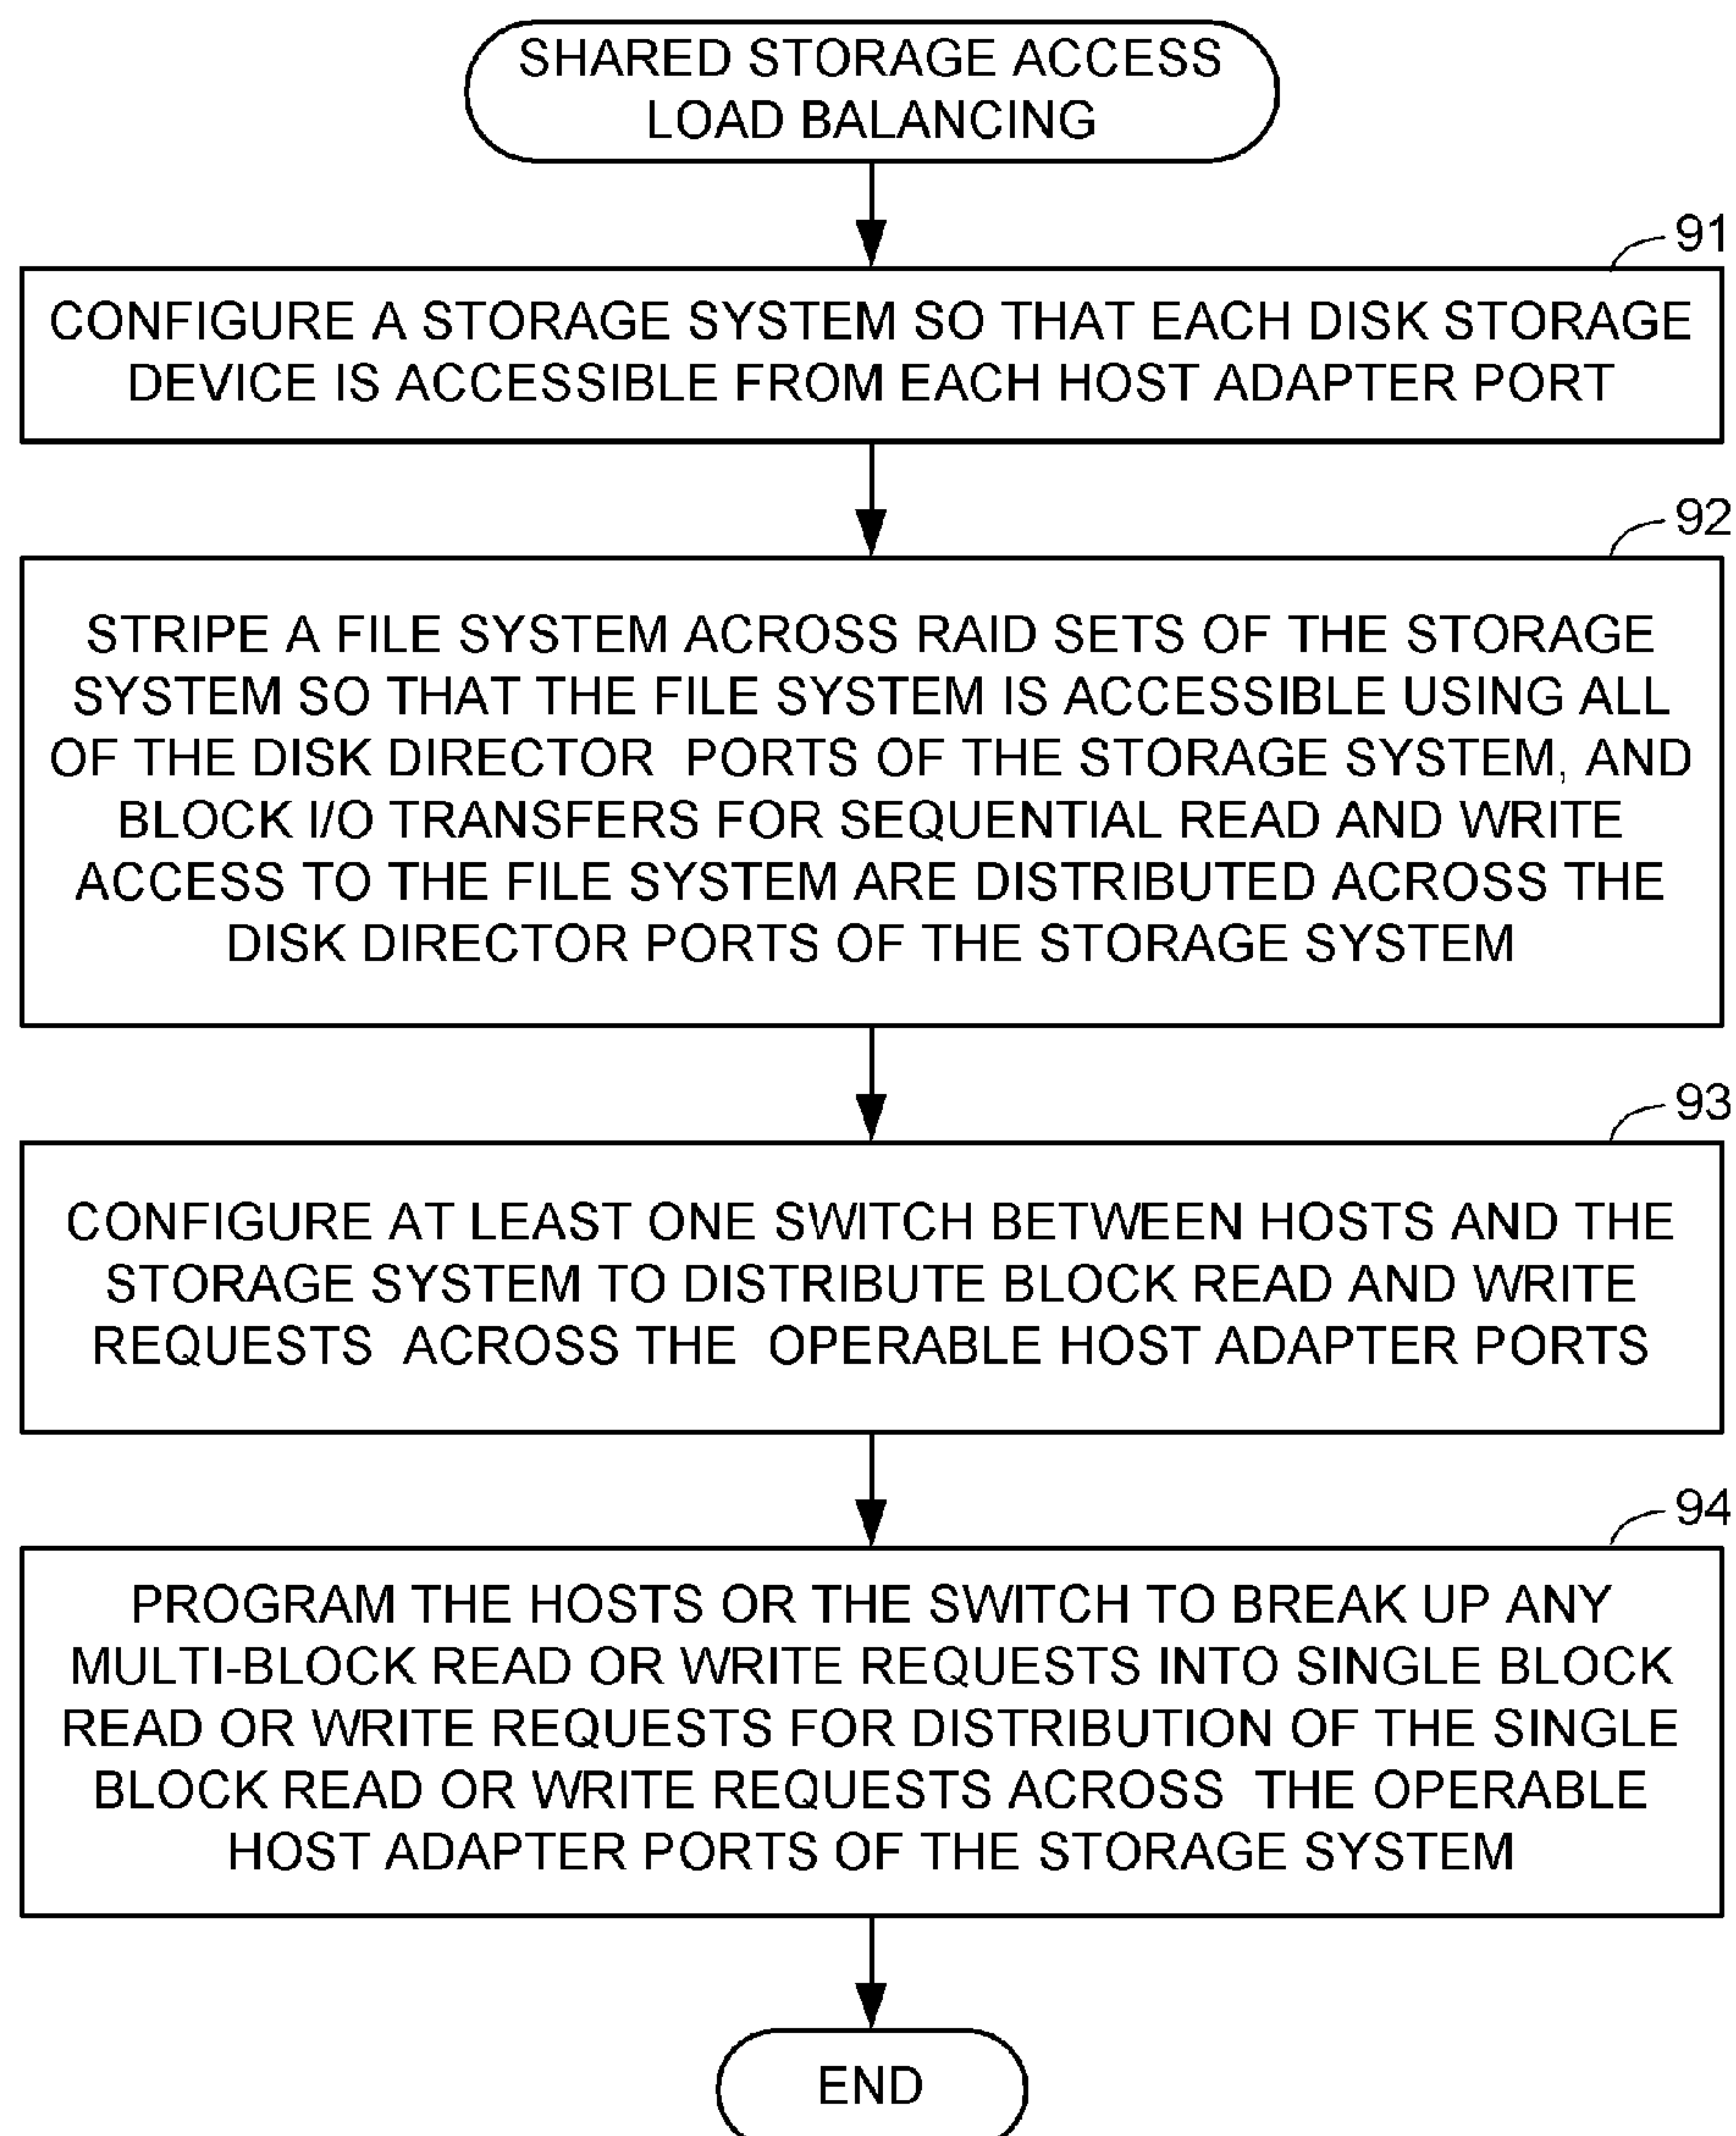 SHARED STORAGE ACCESS
LOAD BALANCING
91
CONFIGURE A STORAGE SYSTEM SO THAT EACH DISK STORAGE
DEVICE IS ACCESSIBLE FROM EACH HOST ADAPTER PORT
92
STRIPE A FILE SYSTEM ACROSS RAID SETS OF THE STORAGE
SYSTEM SO THAT THE FILE SYSTEM IS ACCESSIBLE USING ALL
OF THE DISK DIRECTOR PORTS OF THE STORAGE SYSTEM, AND
BLOCK I/O TRANSFERS FOR SEQUENTIAL READ AND WRITE
ACCESS TO THE FILE SYSTEM ARE DISTRIBUTED ACROSS THE
DISK DIRECTOR PORTS OF THE STORAGE SYSTEM
93
CONFIGURE AT LEAST ONE SWITCH BETWEEN HOSTS AND THE
STORAGE SYSTEM TO DISTRIBUTE BLOCK READ AND WRITE
REQUESTS ACROSS THE OPERABLE HOST ADAPTER PORTS
94
PROGRAM THE HOSTS OR THE SWITCH TO BREAK UP ANY
MULTI-BLOCK READ OR WRITE REQUESTS INTO SINGLE BLOCK
READ OR WRITE REQUESTS FOR DISTRIBUTION OF THE SINGLE
BLOCK READ OR WRITE REQUESTS ACROSS THE OPERABLE
HOST ADAPTER PORTS OF THE STORAGE SYSTEM
END